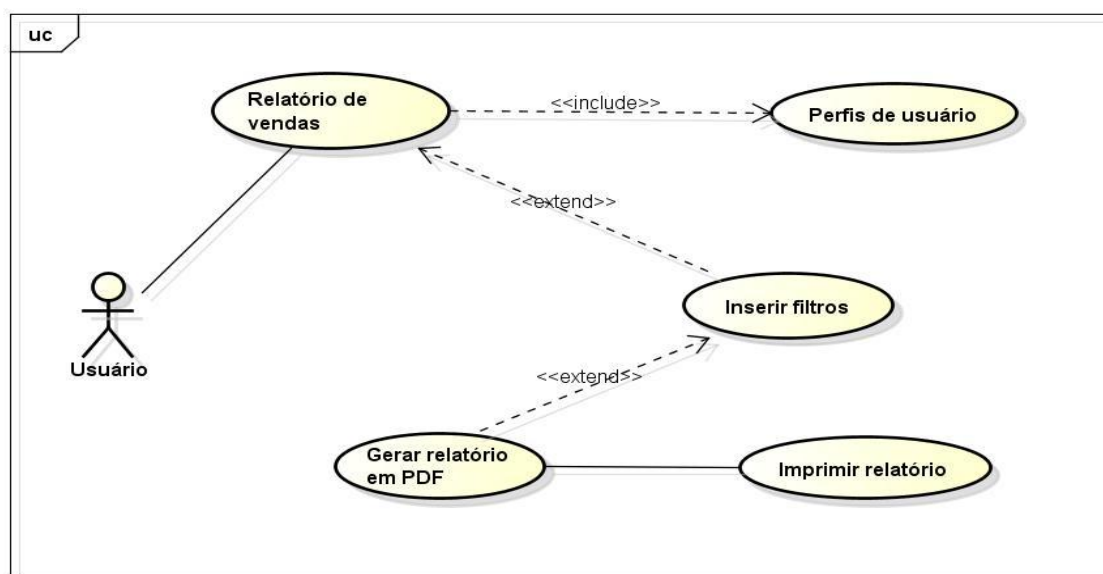 uc
Relatório de
vendas
<<include>>
Perfis de usuário
<<extend>>
Inserir filtros
Usuário
<<extend>>
Gerar relatório
em PDF
Imprimir relatório